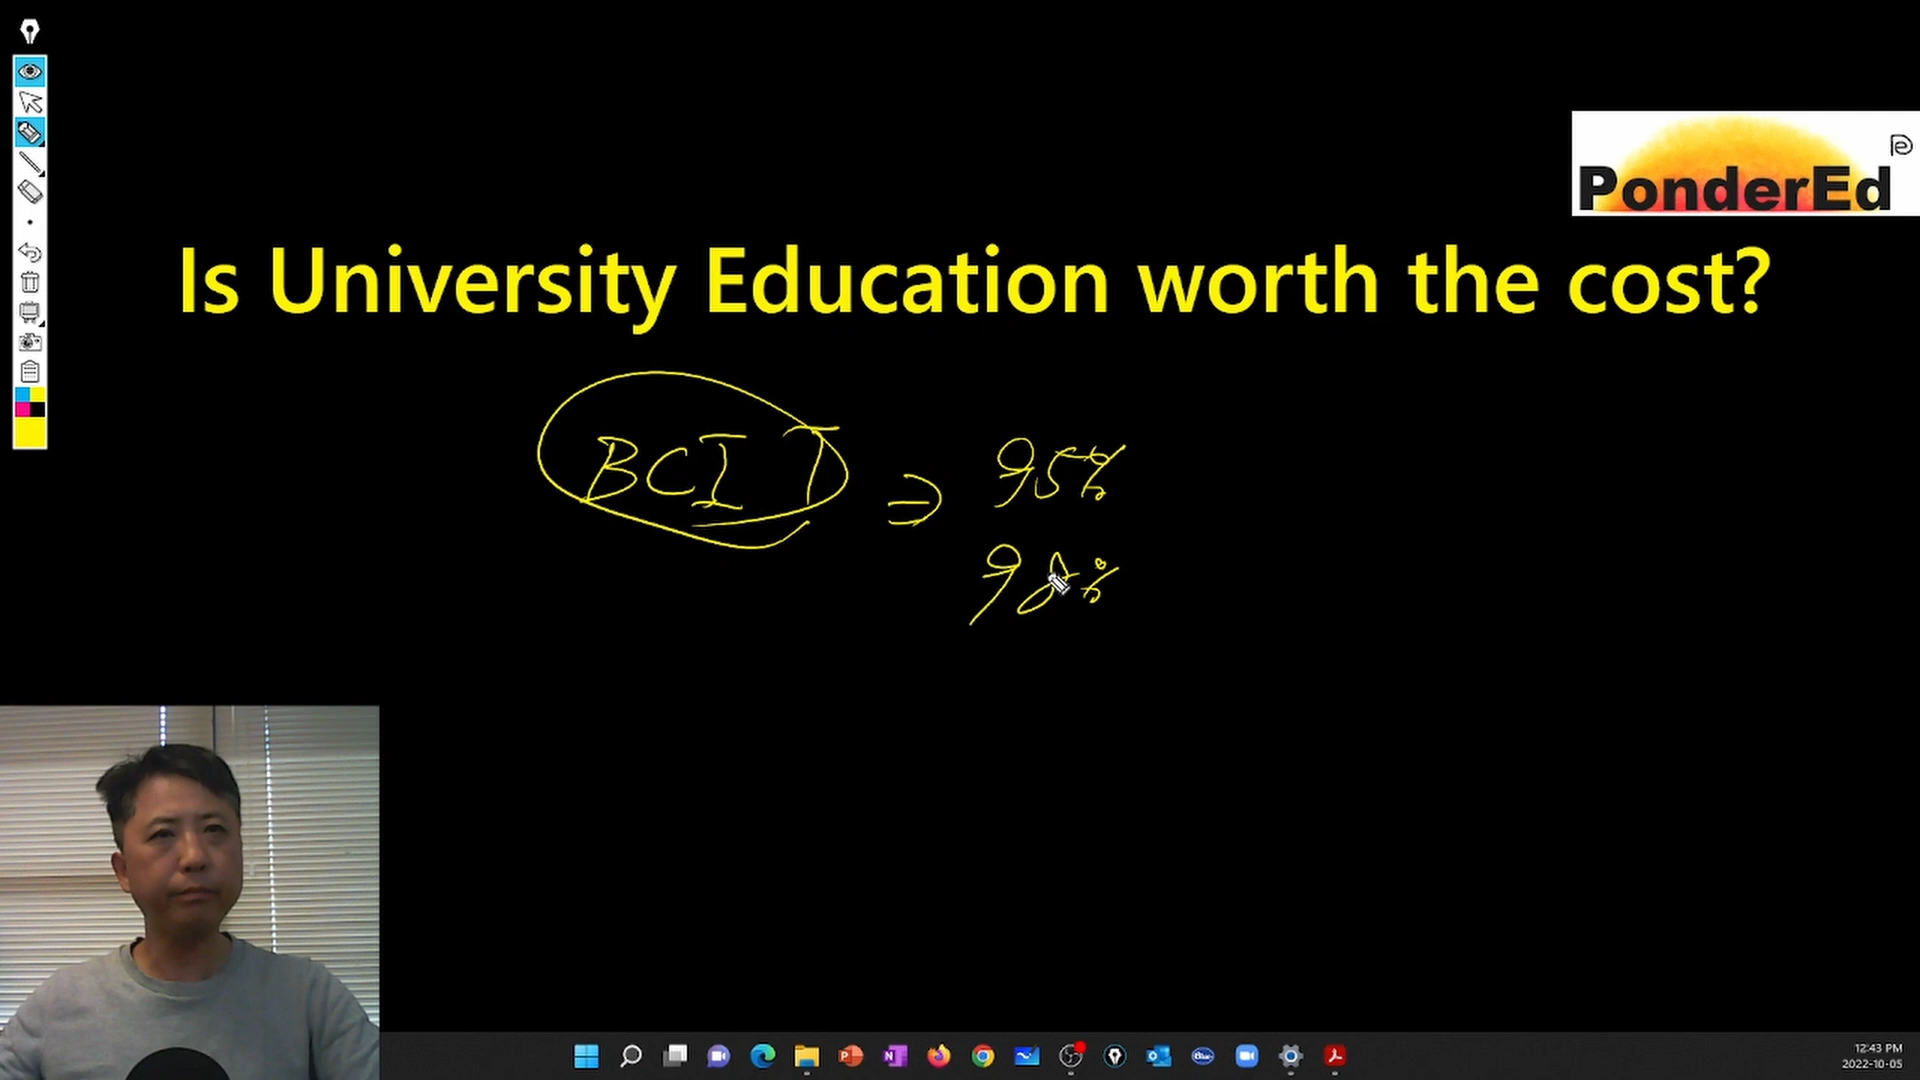 PonderEd
Is University Education worth the cost?
BCIT ⇒ 95%
98%
12:43 PM
2022-10-05